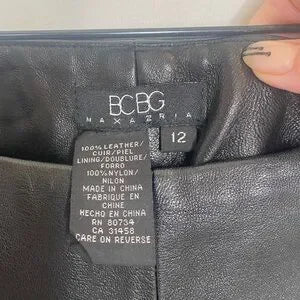 BCBG
MAXAZRIA
12
100% LEATHER/
CUIR/PIEL
LINING/DOUBLURE/
FORRO
100% NYLON/
NILON
MADE IN CHINA
FABRIQUE EN
CHINE
HECHO EN CHINA
RN 80734
CA 31458
CARE ON REVERSE